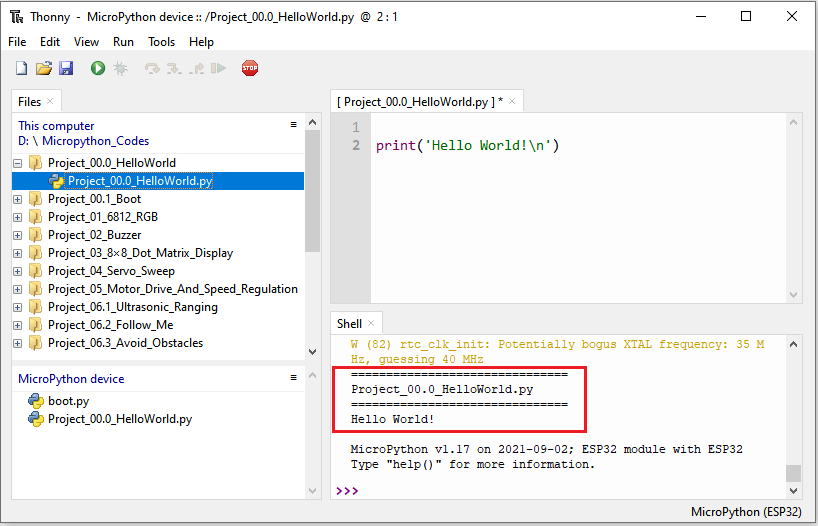 Thonny - MicroPython device :: /Project_00.0_HelloWorld.py @ 2 : 1
File Edit View Run Tools Help
STOP
Files
This computer
D: \ Micropython_Codes
Project_00.0_HelloWorld
Project_00.0_HelloWorld.py
Project_00.1_Boot
Project_01_6812_RGB
Project_02_Buzzer
Project_03_8×8_Dot_Matrix_Display
Project_04_Servo_Sweep
Project_05_Motor_Drive_And_Speed_Regulation
Project_06.1_Ultrasonic_Ranging
Project_06.2_Follow_Me
Project_06.3_Avoid_Obstacles
MicroPython device
boot.py
Project_00.0_HelloWorld.py
[ Project_00.0_HelloWorld.py ] *
1
2 print('Hello World!\n')
Shell
W (82) rtc_clk_init: Potentially bogus XTAL frequency: 35 M
Hz, guessing 40 MHz
===============================
Project_00.0_HelloWorld.py
===============================
Hello World!
MicroPython v1.17 on 2021-09-02; ESP32 module with ESP32
Type "help()" for more information.
>>>
MicroPython (ESP32)